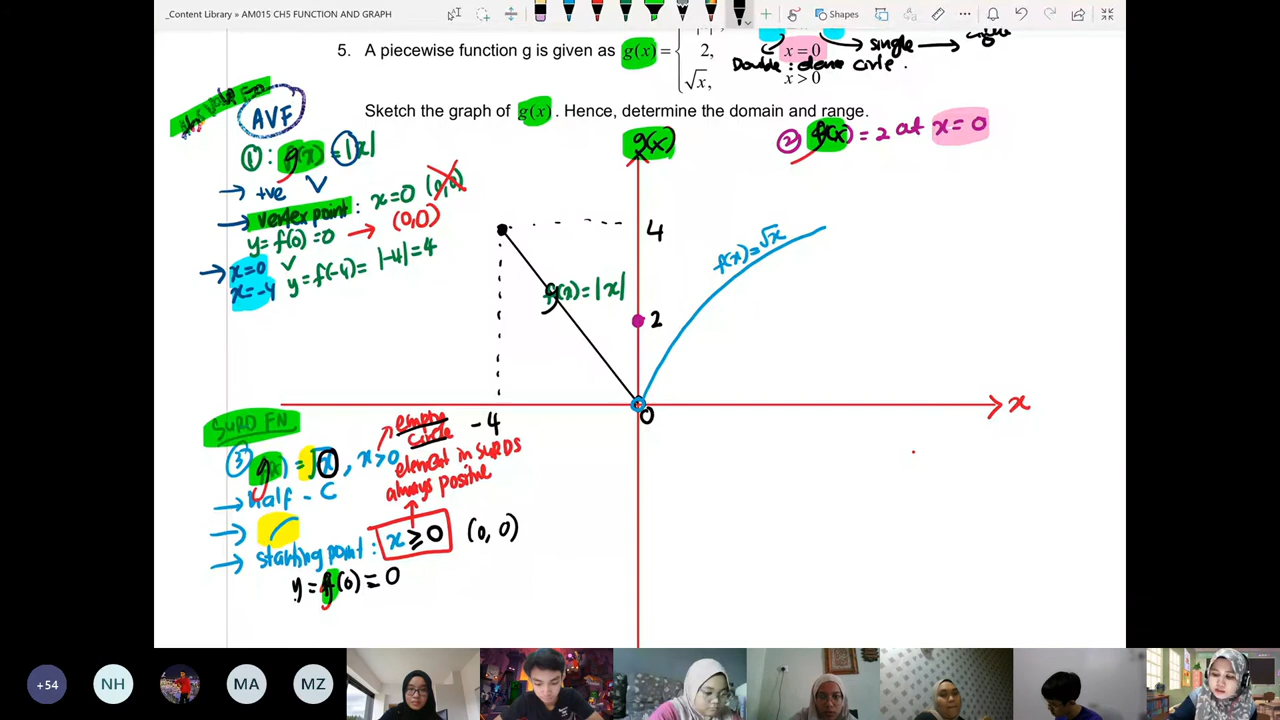 _Content Library » AM015 CH5 FUNCTION AND GRAPH
Shapes
5. A piecewise function g is given as g(x) = { |x|,
2, x = 0
√x, x > 0
single
Double : circle .
Sketch the graph of g(x). Hence, determine the domain and range.
AVF
① : g(x) = |x|
→ +ve V
→ vertex point : x=0 (0,0)
y = f(0) = 0 → (0,0)
→ x=0 ✓
x=-4 y = f(-4) = |-4| = 4
② g(x) = 2 at x = 0
g(x)
4
g(x) = |x|
f(x) = √x
2
0
-4
x
SURD FN
③ g(x) = √x , x>0
empty
circle
element in SURDS
always positive
→ half - C
→
→ starting point : x ≥ 0 (0, 0)
y = f(0) = 0
+54
NH
MA
MZ